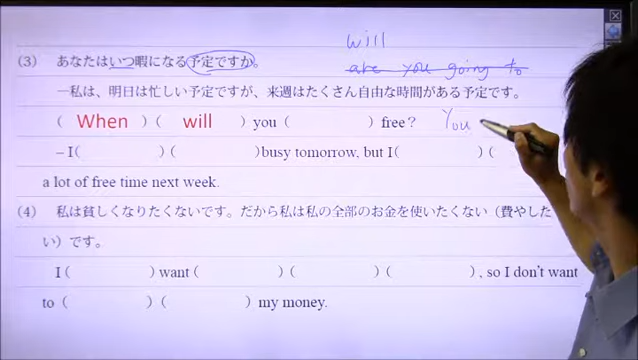 will
(3) あなたはいつ暇になる予定ですか。 are you going to
－私は、明日は忙しい予定ですが、来週はたくさん自由な時間がある予定です。
( When )( will ) you ( ) free? You
– I( )( )busy tomorrow, but I( )(
a lot of free time next week.
(4) 私は貧しくなりたくないです。だから私は私の全部のお金を使いたくない（費やした
い）です。
I ( ) want ( )( )( ), so I don't want
to ( )( ) my money.